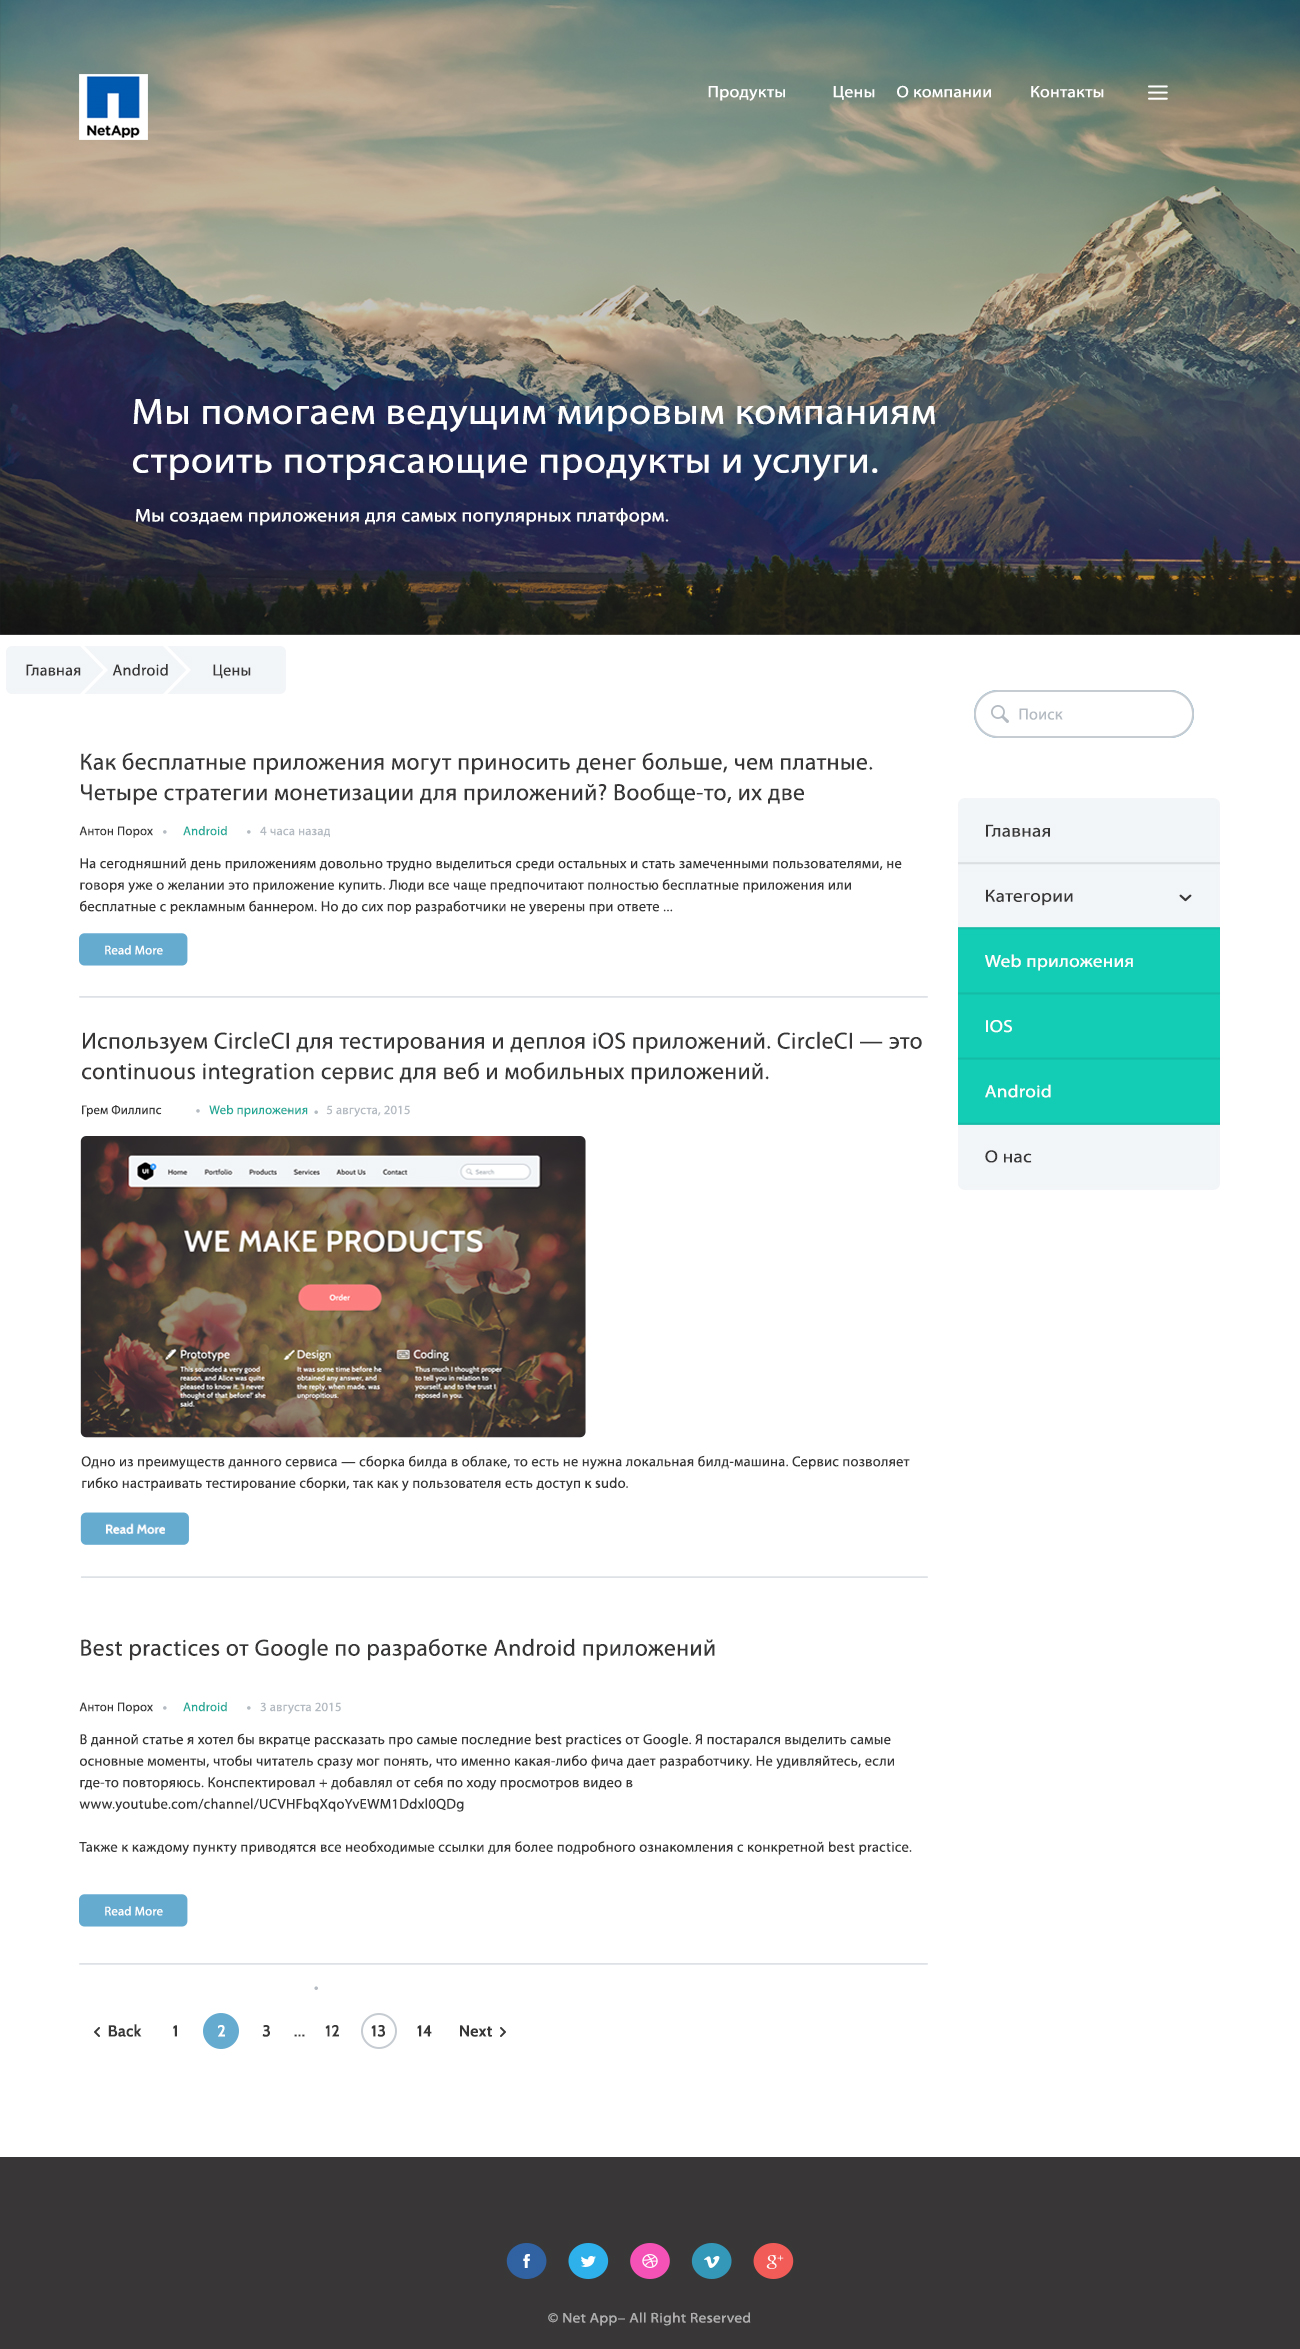 NetApp
Продукты Цены О компании Контакты
Мы помогаем ведущим мировым компаниям
строить потрясающие продукты и услуги.
Мы создаем приложения для самых популярных платформ.
Главная Android Цены
Поиск
Как бесплатные приложения могут приносить денег больше, чем платные.
Четыре стратегии монетизации для приложений? Вообще-то, их две
Антон Порох • Android • 4 часа назад
На сегодняшний день приложениям довольно трудно выделиться среди остальных и стать замеченными пользователями, не
говоря уже о желании это приложение купить. Люди все чаще предпочитают полностью бесплатные приложения или
бесплатные с рекламным баннером. Но до сих пор разработчики не уверены при ответе ...
Read More
Главная
Категории
Web приложения
IOS
Android
О нас
Используем CircleCI для тестирования и деплоя iOS приложений. CircleCI — это
continuous integration сервис для веб и мобильных приложений.
Грем Филлипс • Web приложения • 5 августа, 2015
UI Home Portfolio Products Services About Us Contact Search
WE MAKE PRODUCTS
Order
Prototype
This sounded a very good
reason, and Alice was quite
pleased to know it. 'I never
thought of that before!' she
said.
Design
It was some time before he
obtained any answer, and
the reply, when made, was
unpropitious.
Coding
Thus much I thought proper
to tell you in relation to
yourself, and to the trust I
reposed in you.
Одно из преимуществ данного сервиса — сборка билда в облаке, то есть не нужна локальная билд-машина. Сервис позволяет
гибко настраивать тестирование сборки, так как у пользователя есть доступ к sudo.
Read More
Best practices от Google по разработке Android приложений
Антон Порох • Android • 3 августа 2015
В данной статье я хотел бы вкратце рассказать про самые последние best practices от Google. Я постарался выделить самые
основные моменты, чтобы читатель сразу мог понять, что именно какая-либо фича дает разработчику. Не удивляйтесь, если
где-то повторяюсь. Конспектировал + добавлял от себя по ходу просмотров видео в
www.youtube.com/channel/UCVHFbqXqoYvEWM1Ddxl0QDg
Также к каждому пункту приводятся все необходимые ссылки для более подробного ознакомления с конкретной best practice.
Read More
Back 1 2 3 ... 12 13 14 Next
© Net App– All Right Reserved